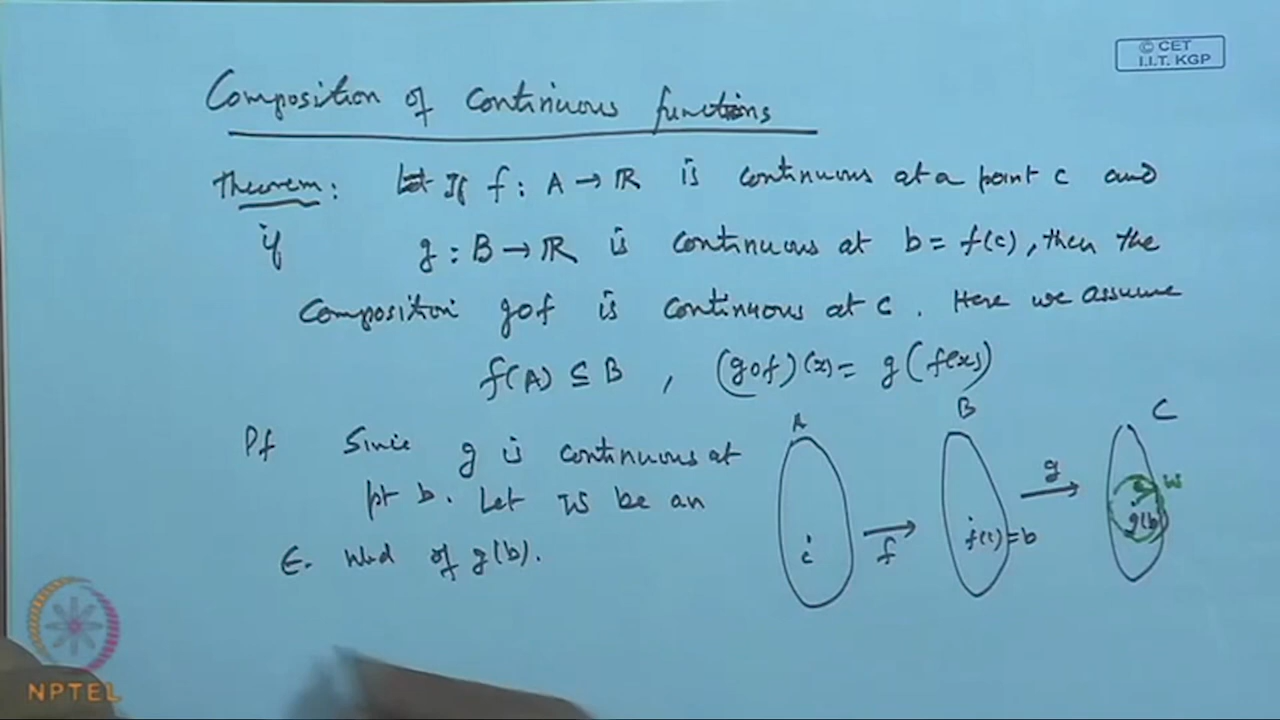 © CET
I.I.T. KGP
Composition of continuous functions
Theorem: Let If f : A → R is continuous at a point c and
if g : B → R is continuous at b = f(c), then the
Composition gof is continuous at c. Here we assume
f(A) ⊆ B , (gof)(x) = g(f(x))
Pf Since g is continuous at
pt b. Let W be an
ϵ. nbd of g(b).
A B C
f g
c f(c)=b g(b) W
NPTEL